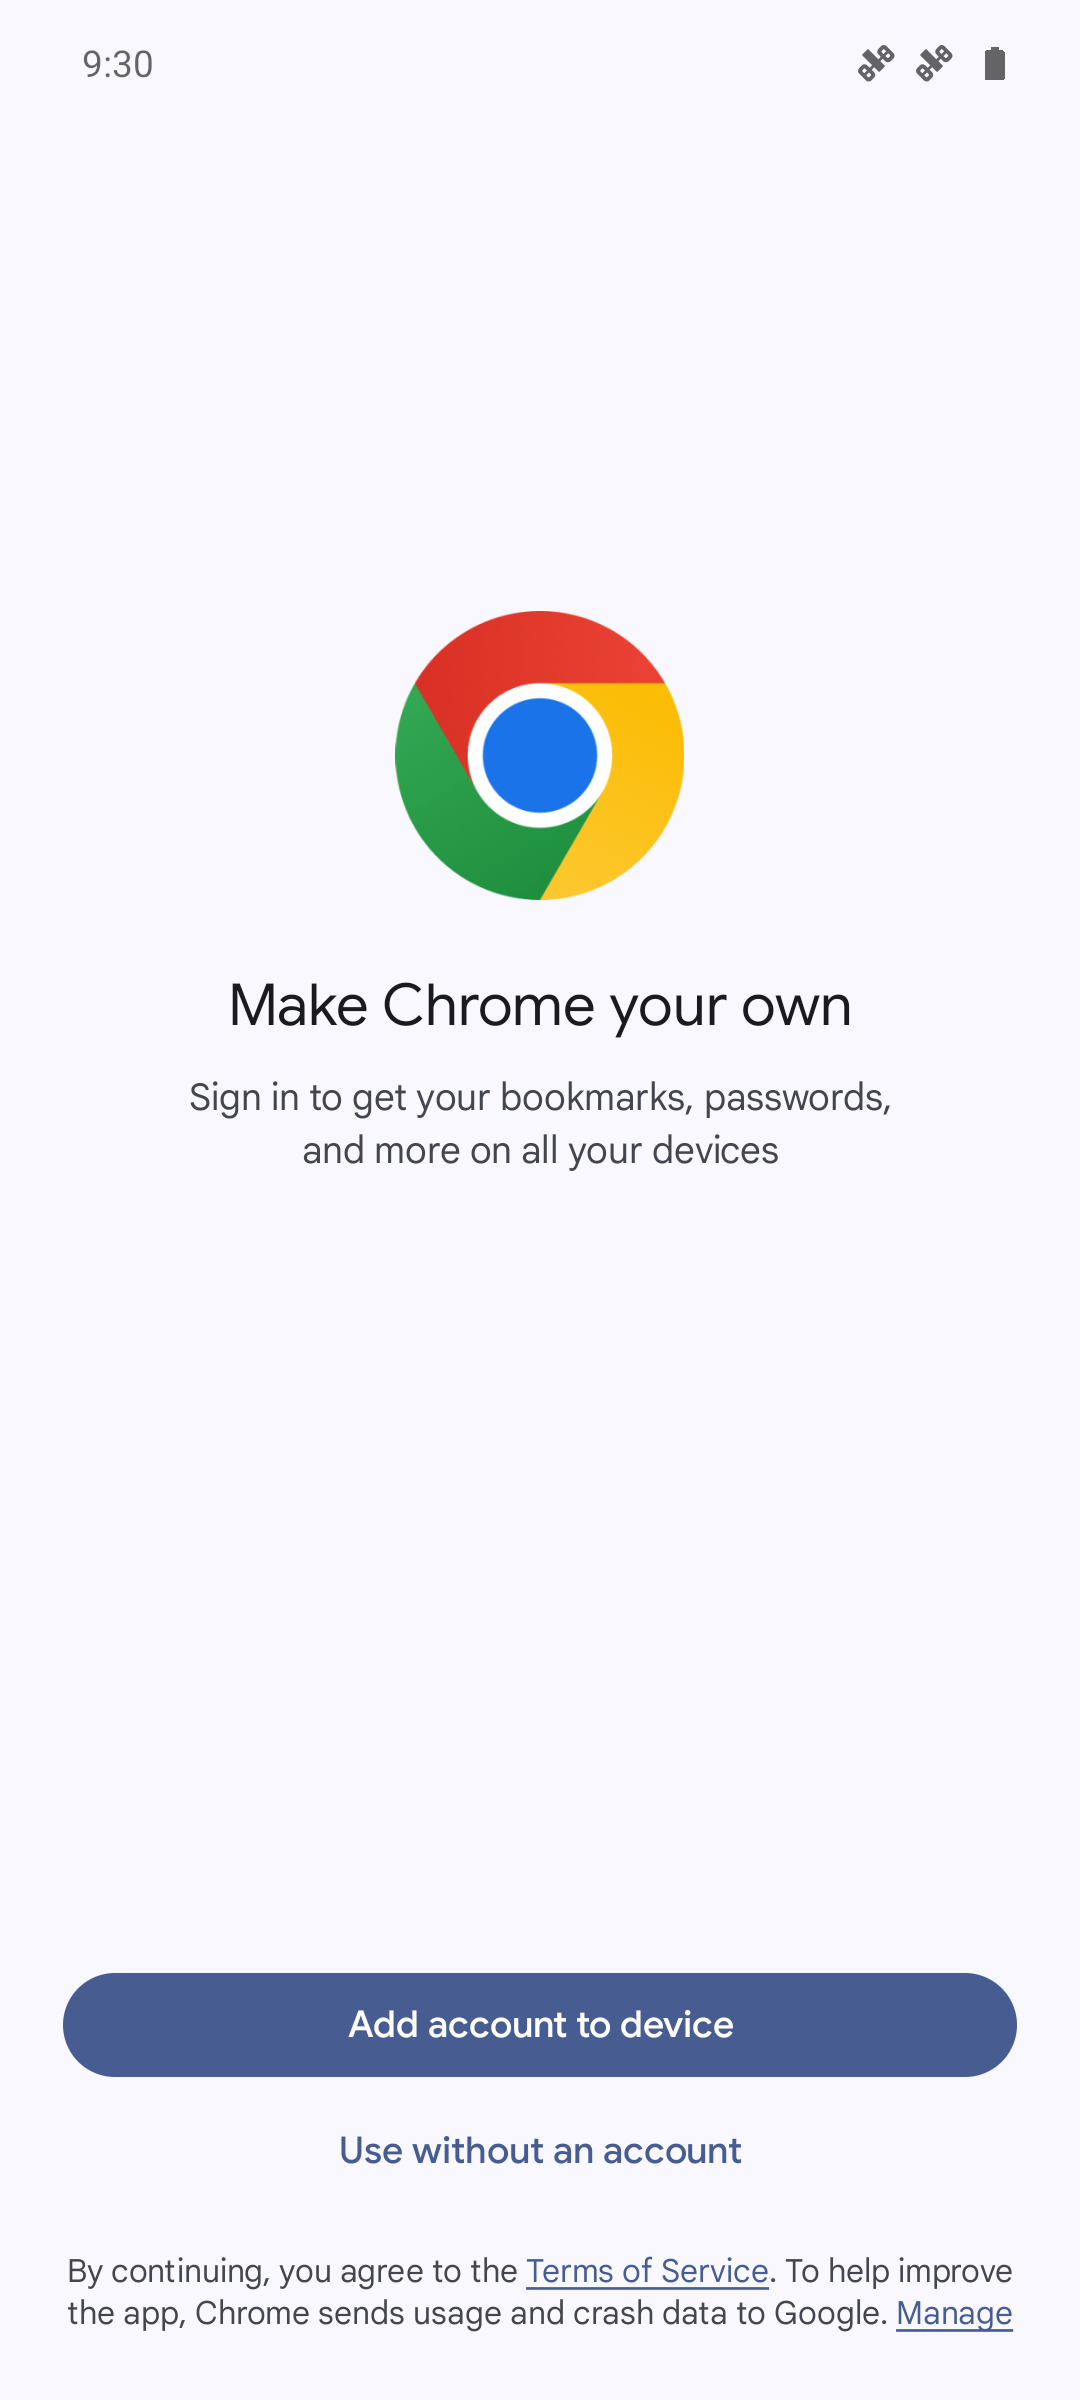 9:30
Make Chrome your own
Sign in to get your bookmarks, passwords,
and more on all your devices
Add account to device
Use without an account
By continuing, you agree to the Terms of Service. To help improve
the app, Chrome sends usage and crash data to Google. Manage